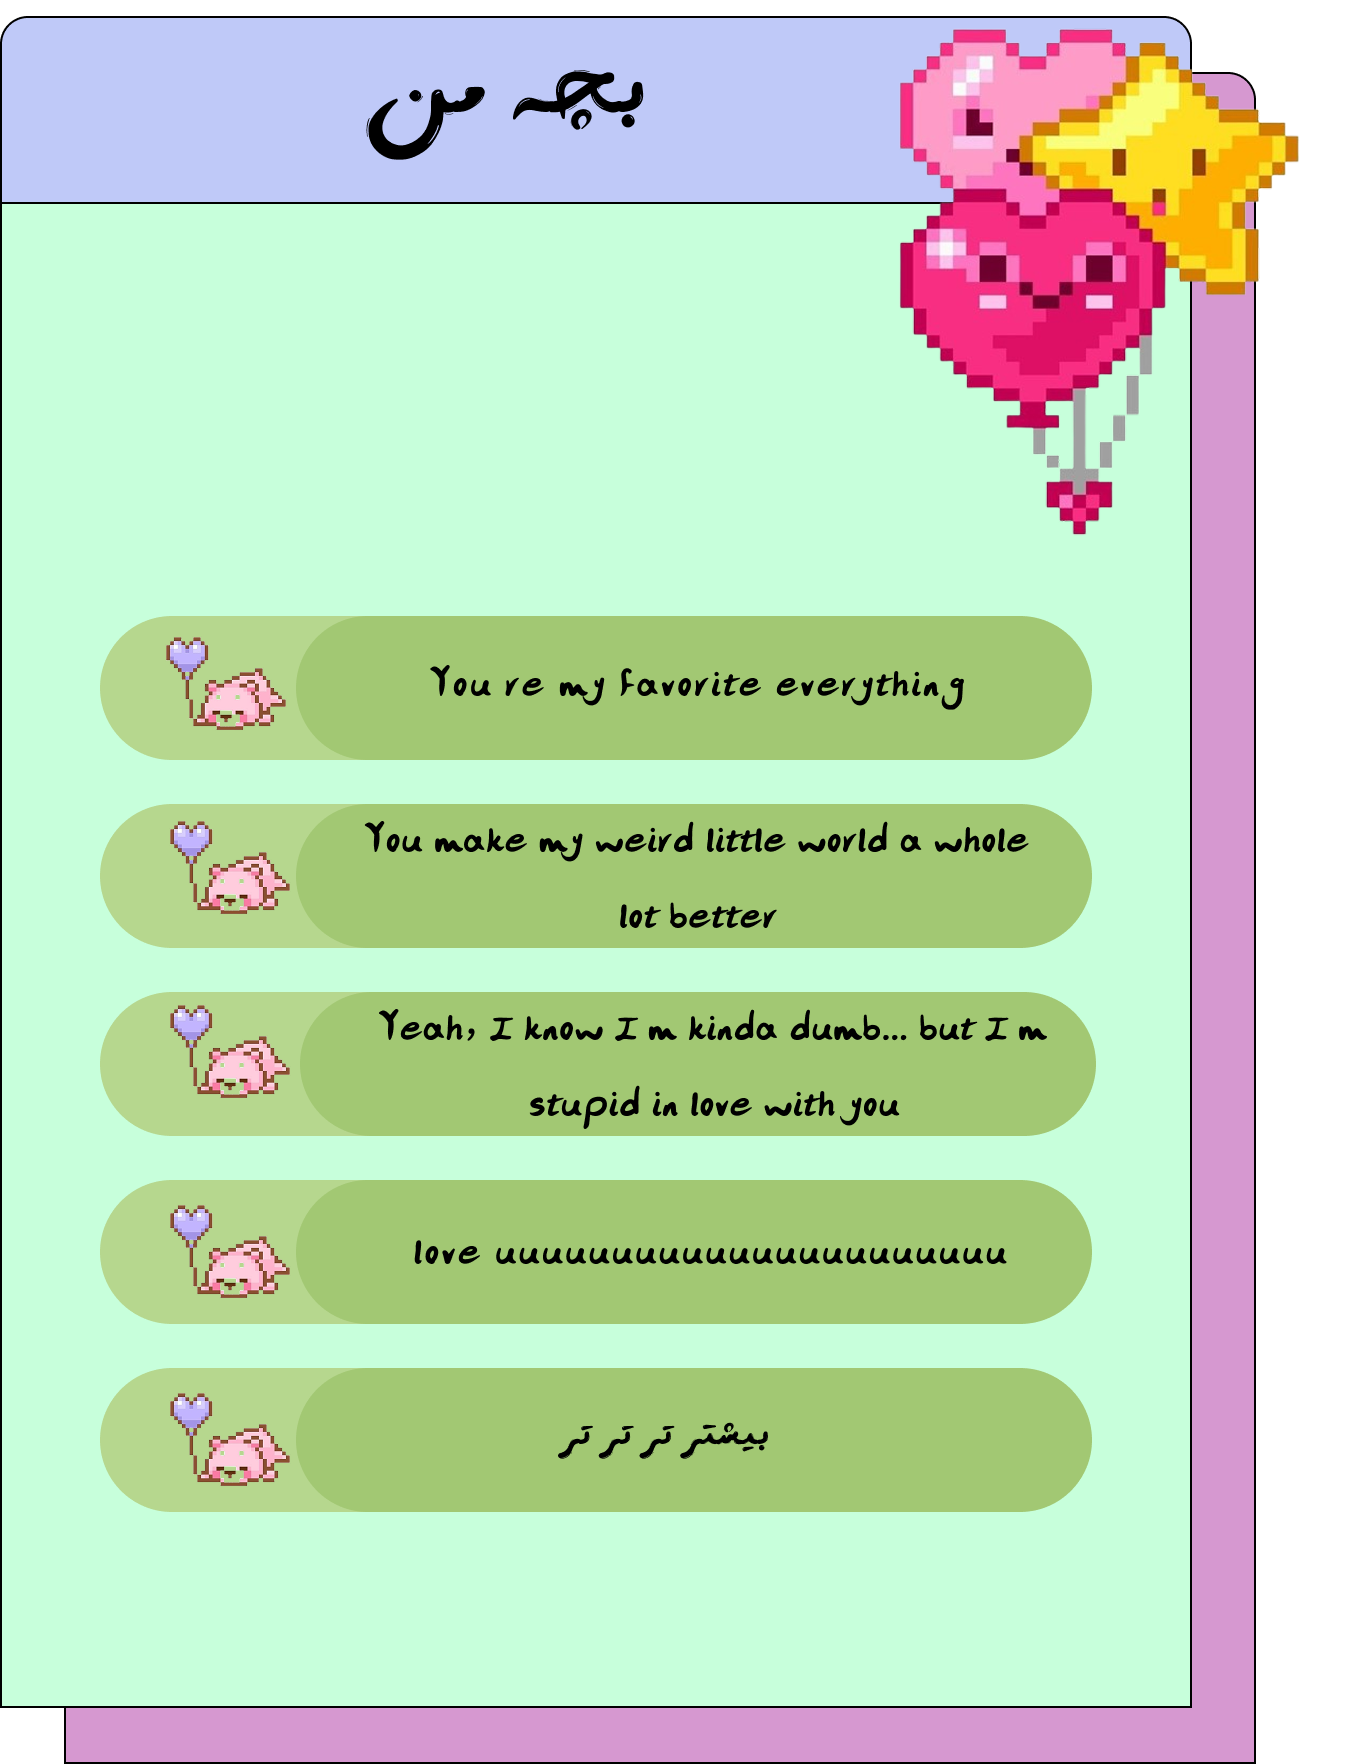 بچه من
You re my favorite everything
You make my weird little world a whole
lot better
Yeah, I know I m kinda dumb... but I m
stupid in love with you
love uuuuuuuuuuuuuuuuuuuuuu
بیشتر تر تر تر